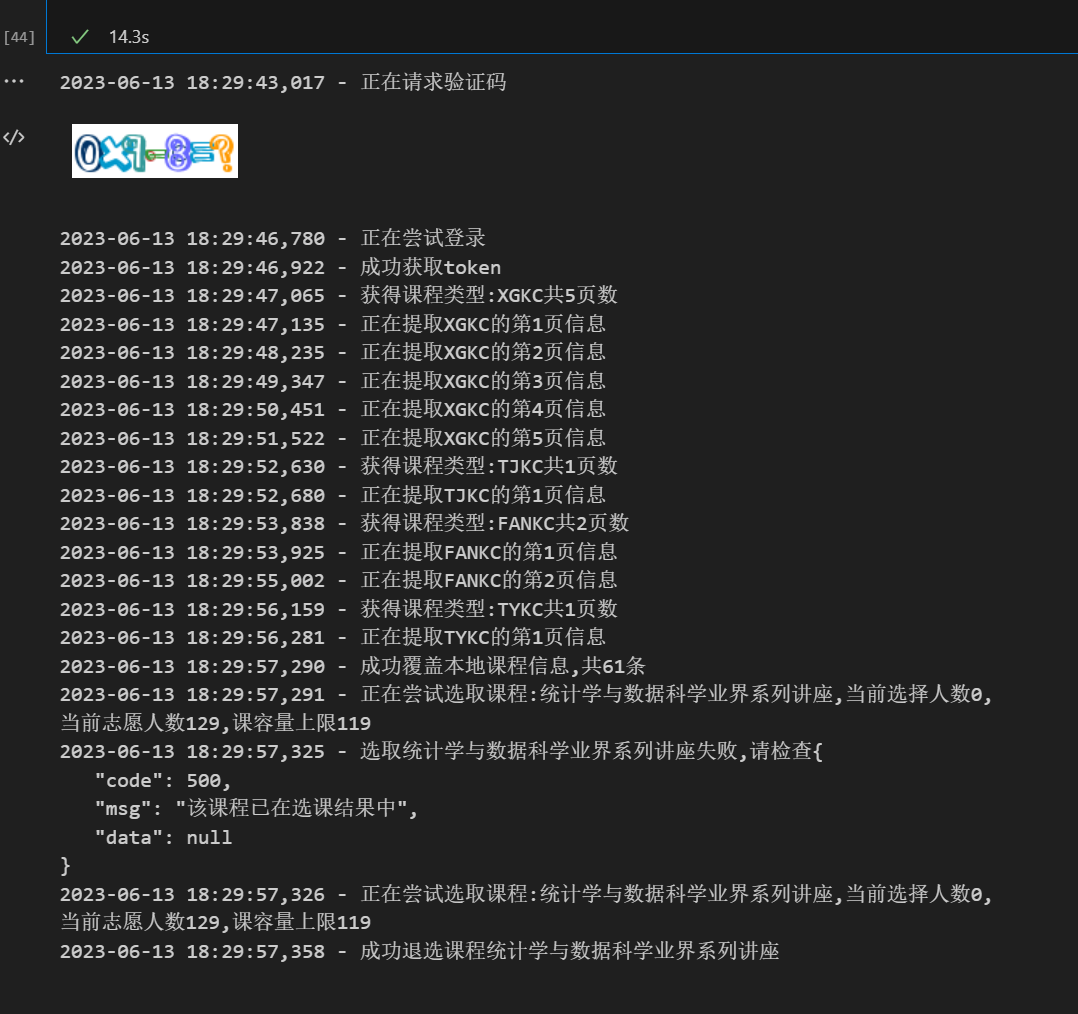 [44]
14.3s
2023-06-13 18:29:43,017 - 正在请求验证码
0x1-8=?
2023-06-13 18:29:46,780 - 正在尝试登录
2023-06-13 18:29:46,922 - 成功获取token
2023-06-13 18:29:47,065 - 获得课程类型:XGKC共5页数
2023-06-13 18:29:47,135 - 正在提取XGKC的第1页信息
2023-06-13 18:29:48,235 - 正在提取XGKC的第2页信息
2023-06-13 18:29:49,347 - 正在提取XGKC的第3页信息
2023-06-13 18:29:50,451 - 正在提取XGKC的第4页信息
2023-06-13 18:29:51,522 - 正在提取XGKC的第5页信息
2023-06-13 18:29:52,630 - 获得课程类型:TJKC共1页数
2023-06-13 18:29:52,680 - 正在提取TJKC的第1页信息
2023-06-13 18:29:53,838 - 获得课程类型:FANKC共2页数
2023-06-13 18:29:53,925 - 正在提取FANKC的第1页信息
2023-06-13 18:29:55,002 - 正在提取FANKC的第2页信息
2023-06-13 18:29:56,159 - 获得课程类型:TYKC共1页数
2023-06-13 18:29:56,281 - 正在提取TYKC的第1页信息
2023-06-13 18:29:57,290 - 成功覆盖本地课程信息,共61条
2023-06-13 18:29:57,291 - 正在尝试选取课程:统计学与数据科学业界系列讲座,当前选择人数0,
当前志愿人数129,课容量上限119
2023-06-13 18:29:57,325 - 选取统计学与数据科学业界系列讲座失败,请检查{
"code": 500,
"msg": "该课程已在选课结果中",
"data": null
}
2023-06-13 18:29:57,326 - 正在尝试选取课程:统计学与数据科学业界系列讲座,当前选择人数0,
当前志愿人数129,课容量上限119
2023-06-13 18:29:57,358 - 成功退选课程统计学与数据科学业界系列讲座